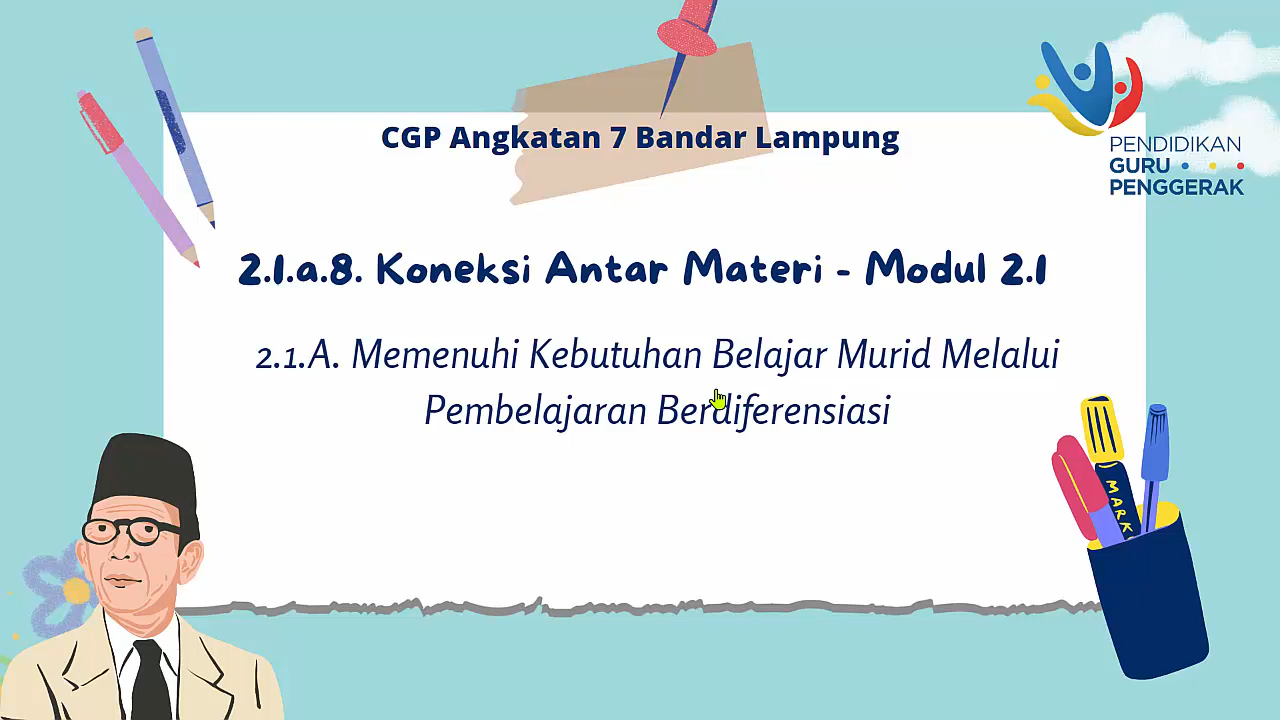 CGP Angkatan 7 Bandar Lampung
PENDIDIKAN
GURU
PENGGERAK
2.1.a.8. Koneksi Antar Materi - Modul 2.1
2.1.A. Memenuhi Kebutuhan Belajar Murid Melalui
Pembelajaran Berdiferensiasi
MARK